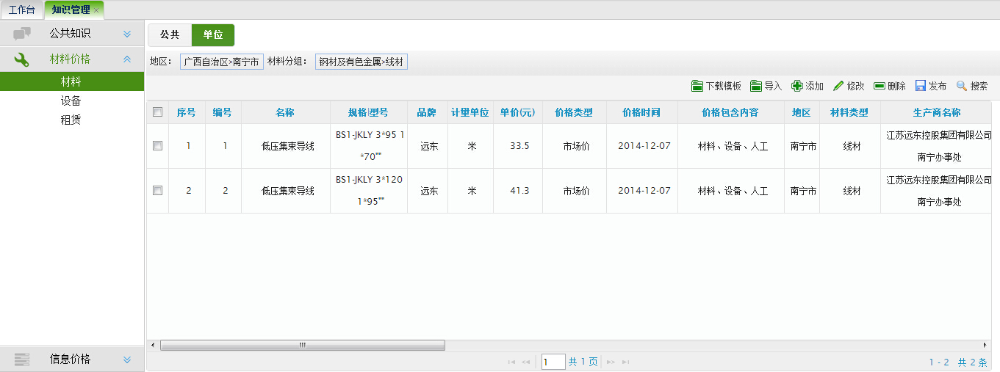 工作台 知识管理 ×
公共知识
材料价格
材料
设备
租赁
信息价格
公共 单位
地区： 广西自治区>南宁市 材料分组： 钢材及有色金属>线材
下载模板 导入 添加 修改 删除 发布 搜索
序号 编号 名称 规格|型号 品牌 计量单位 单价(元) 价格类型 价格时间 价格包含内容 地区 材料类型 生产商名称
BS1-JKLY 3*95 1 江苏远东控股集团有限公司
1 1 低压集束导线 远东 米 33.5 市场价 2014-12-07 材料、设备、人工 南宁市 线材
*70"" 南宁办事处
BS1-JKLY 3*120 江苏远东控股集团有限公司
2 2 低压集束导线 远东 米 41.3 市场价 2014-12-07 材料、设备、人工 南宁市 线材
1*95"" 南宁办事处
1 共 1 页 1 - 2 共 2 条